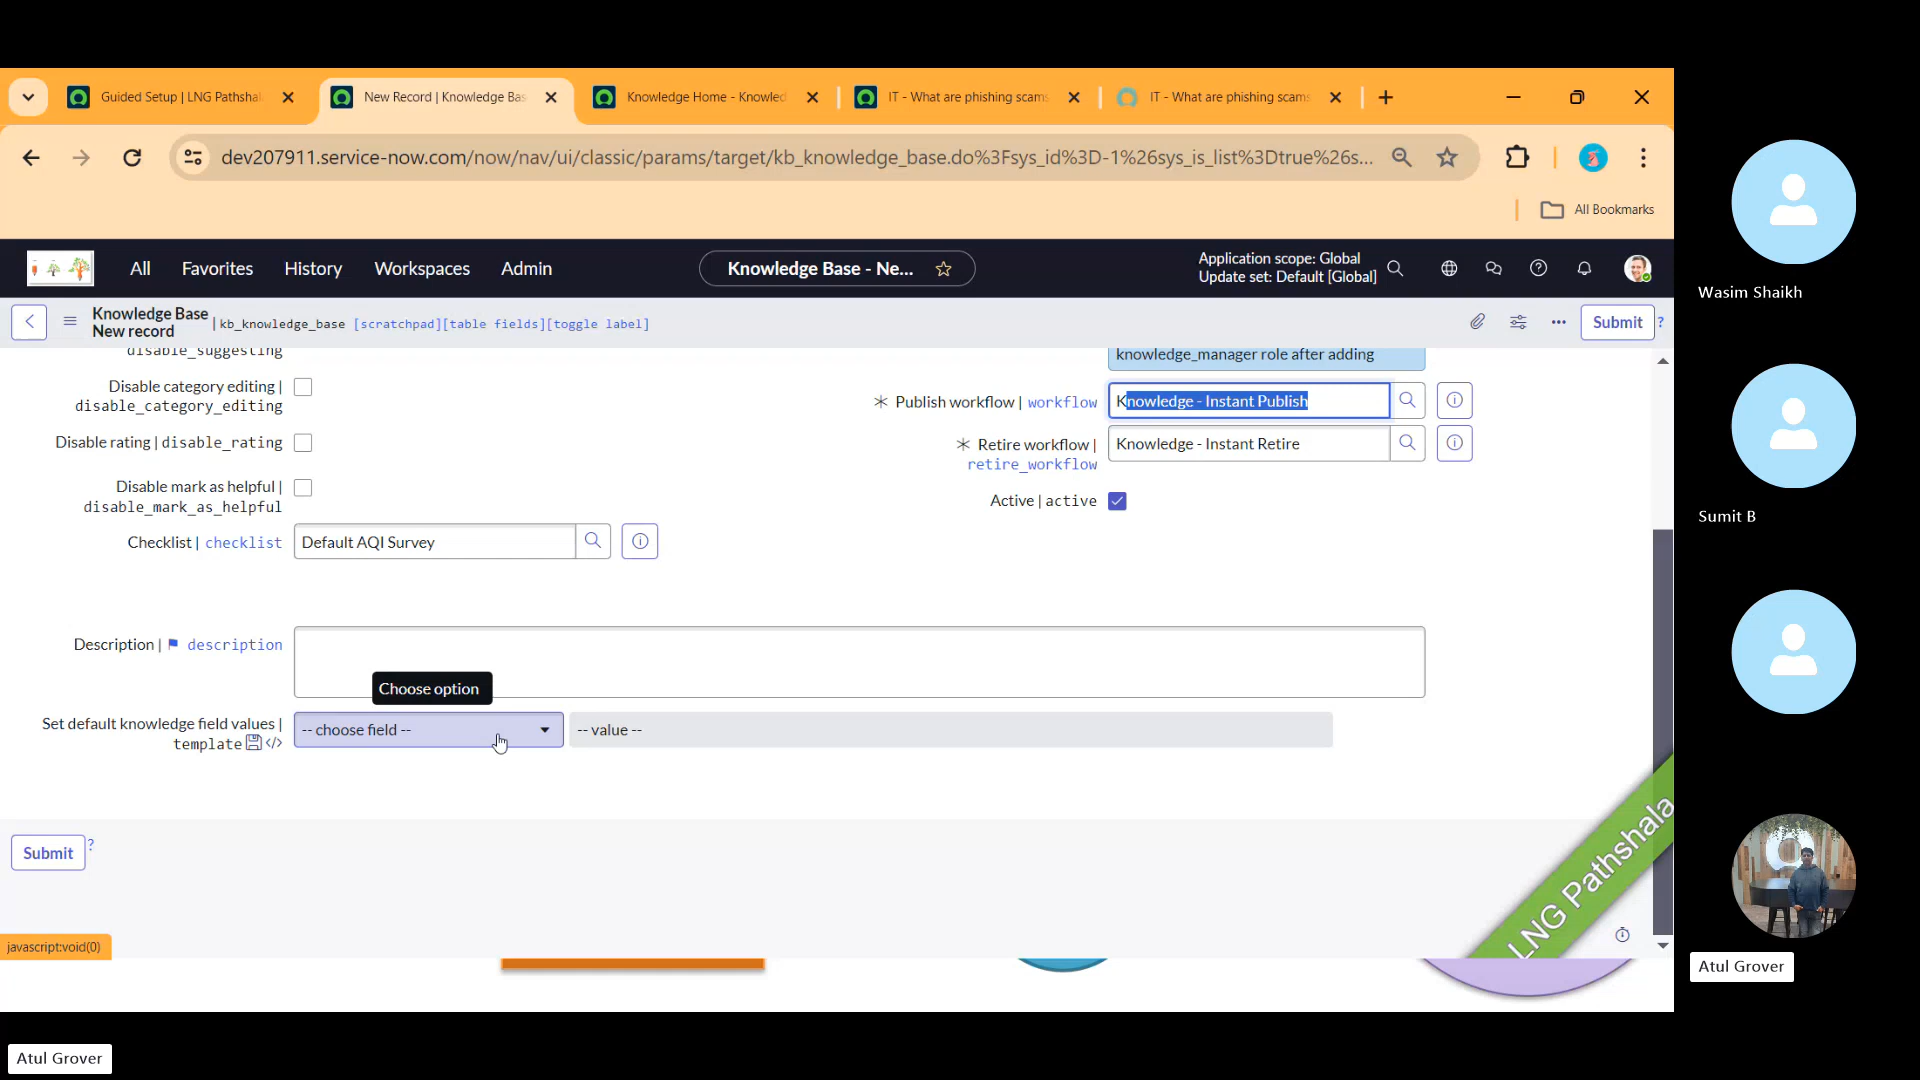 Guided Setup | LNG Pathshal
New Record | Knowledge Bas
Knowledge Home - Knowled
IT - What are phishing scams
IT - What are phishing scams
dev207911.service-now.com/now/nav/ui/classic/params/target/kb_knowledge_base.do%3Fsys_id%3D-1%26sys_is_list%3Dtrue%26s...
All Bookmarks
All
Favorites
History
Workspaces
Admin
Knowledge Base - Ne...
Application scope: Global
Update set: Default [Global]
Knowledge Base
New record
| kb_knowledge_base [scratchpad][table fields][toggle label]
Submit
?
disable_suggesting
knowledge_manager role after adding
Disable category editing |
disable_category_editing
Publish workflow | workflow
Knowledge - Instant Publish
Disable rating | disable_rating
Retire workflow |
retire_workflow
Knowledge - Instant Retire
Disable mark as helpful |
disable_mark_as_helpful
Active | active
Checklist | checklist
Default AQI Survey
Description | description
Choose option
Set default knowledge field values |
template
-- choose field --
-- value --
Submit
?
javascript:void(0)
LNG Pathshala
Wasim Shaikh
Sumit B
Atul Grover
Atul Grover